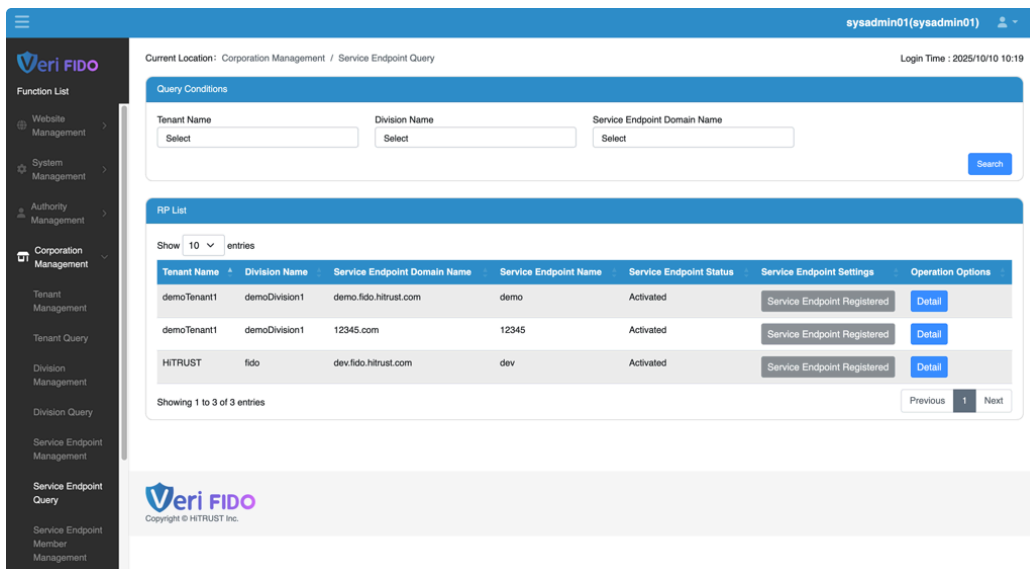 sysadmin01(sysadmin01)
Veri FIDO
Function List
Website Management
System Management
Authority Management
Corporation Management
Tenant Management
Tenant Query
Division Management
Division Query
Service Endpoint Management
Service Endpoint Query
Service Endpoint Member Management
Current Location: Corporation Management / Service Endpoint Query
Login Time : 2025/10/10 10:19
Query Conditions
Tenant Name Division Name Service Endpoint Domain Name
Select Select Select
Search
RP List
Show 10 entries
Tenant Name Division Name Service Endpoint Domain Name Service Endpoint Name Service Endpoint Status Service Endpoint Settings Operation Options
demoTenant1 demoDivision1 demo.fido.hitrust.com demo Activated Service Endpoint Registered Detail
demoTenant1 demoDivision1 12345.com 12345 Activated Service Endpoint Registered Detail
HiTRUST fido dev.fido.hitrust.com dev Activated Service Endpoint Registered Detail
Showing 1 to 3 of 3 entries
Previous 1 Next
Veri FIDO
Copyright © HiTRUST Inc.